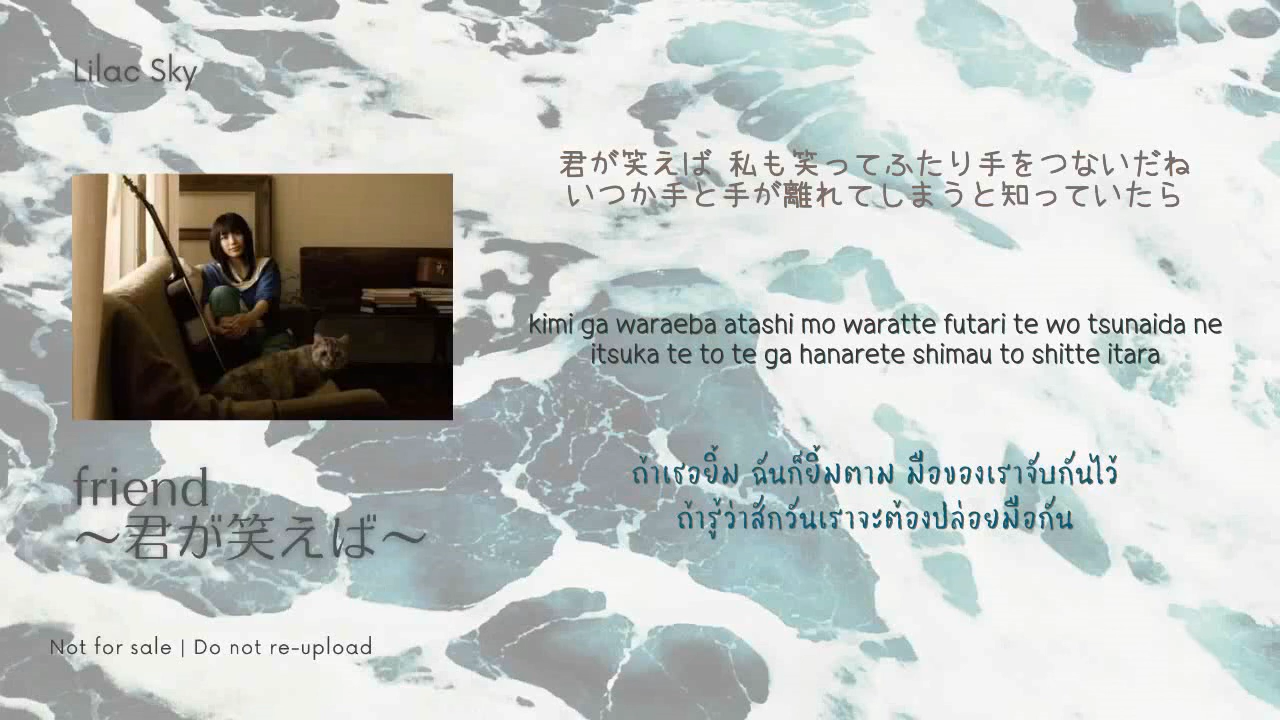 Lilac Sky
君が笑えば 私も笑ってふたり手をつないだね
いつか手と手が離れてしまうと知っていたら
kimi ga waraeba atashi mo waratte futari te wo tsunaida ne
itsuka te to te ga hanarete shimau to shitte itara
ถ้าเธอยิ้ม ฉันก็ยิ้มตาม มือของเราจับกันไว้
ถ้ารู้ว่าสักวันเราจะต้องปล่อยมือกัน
friend
～君が笑えば～
Not for sale | Do not re-upload